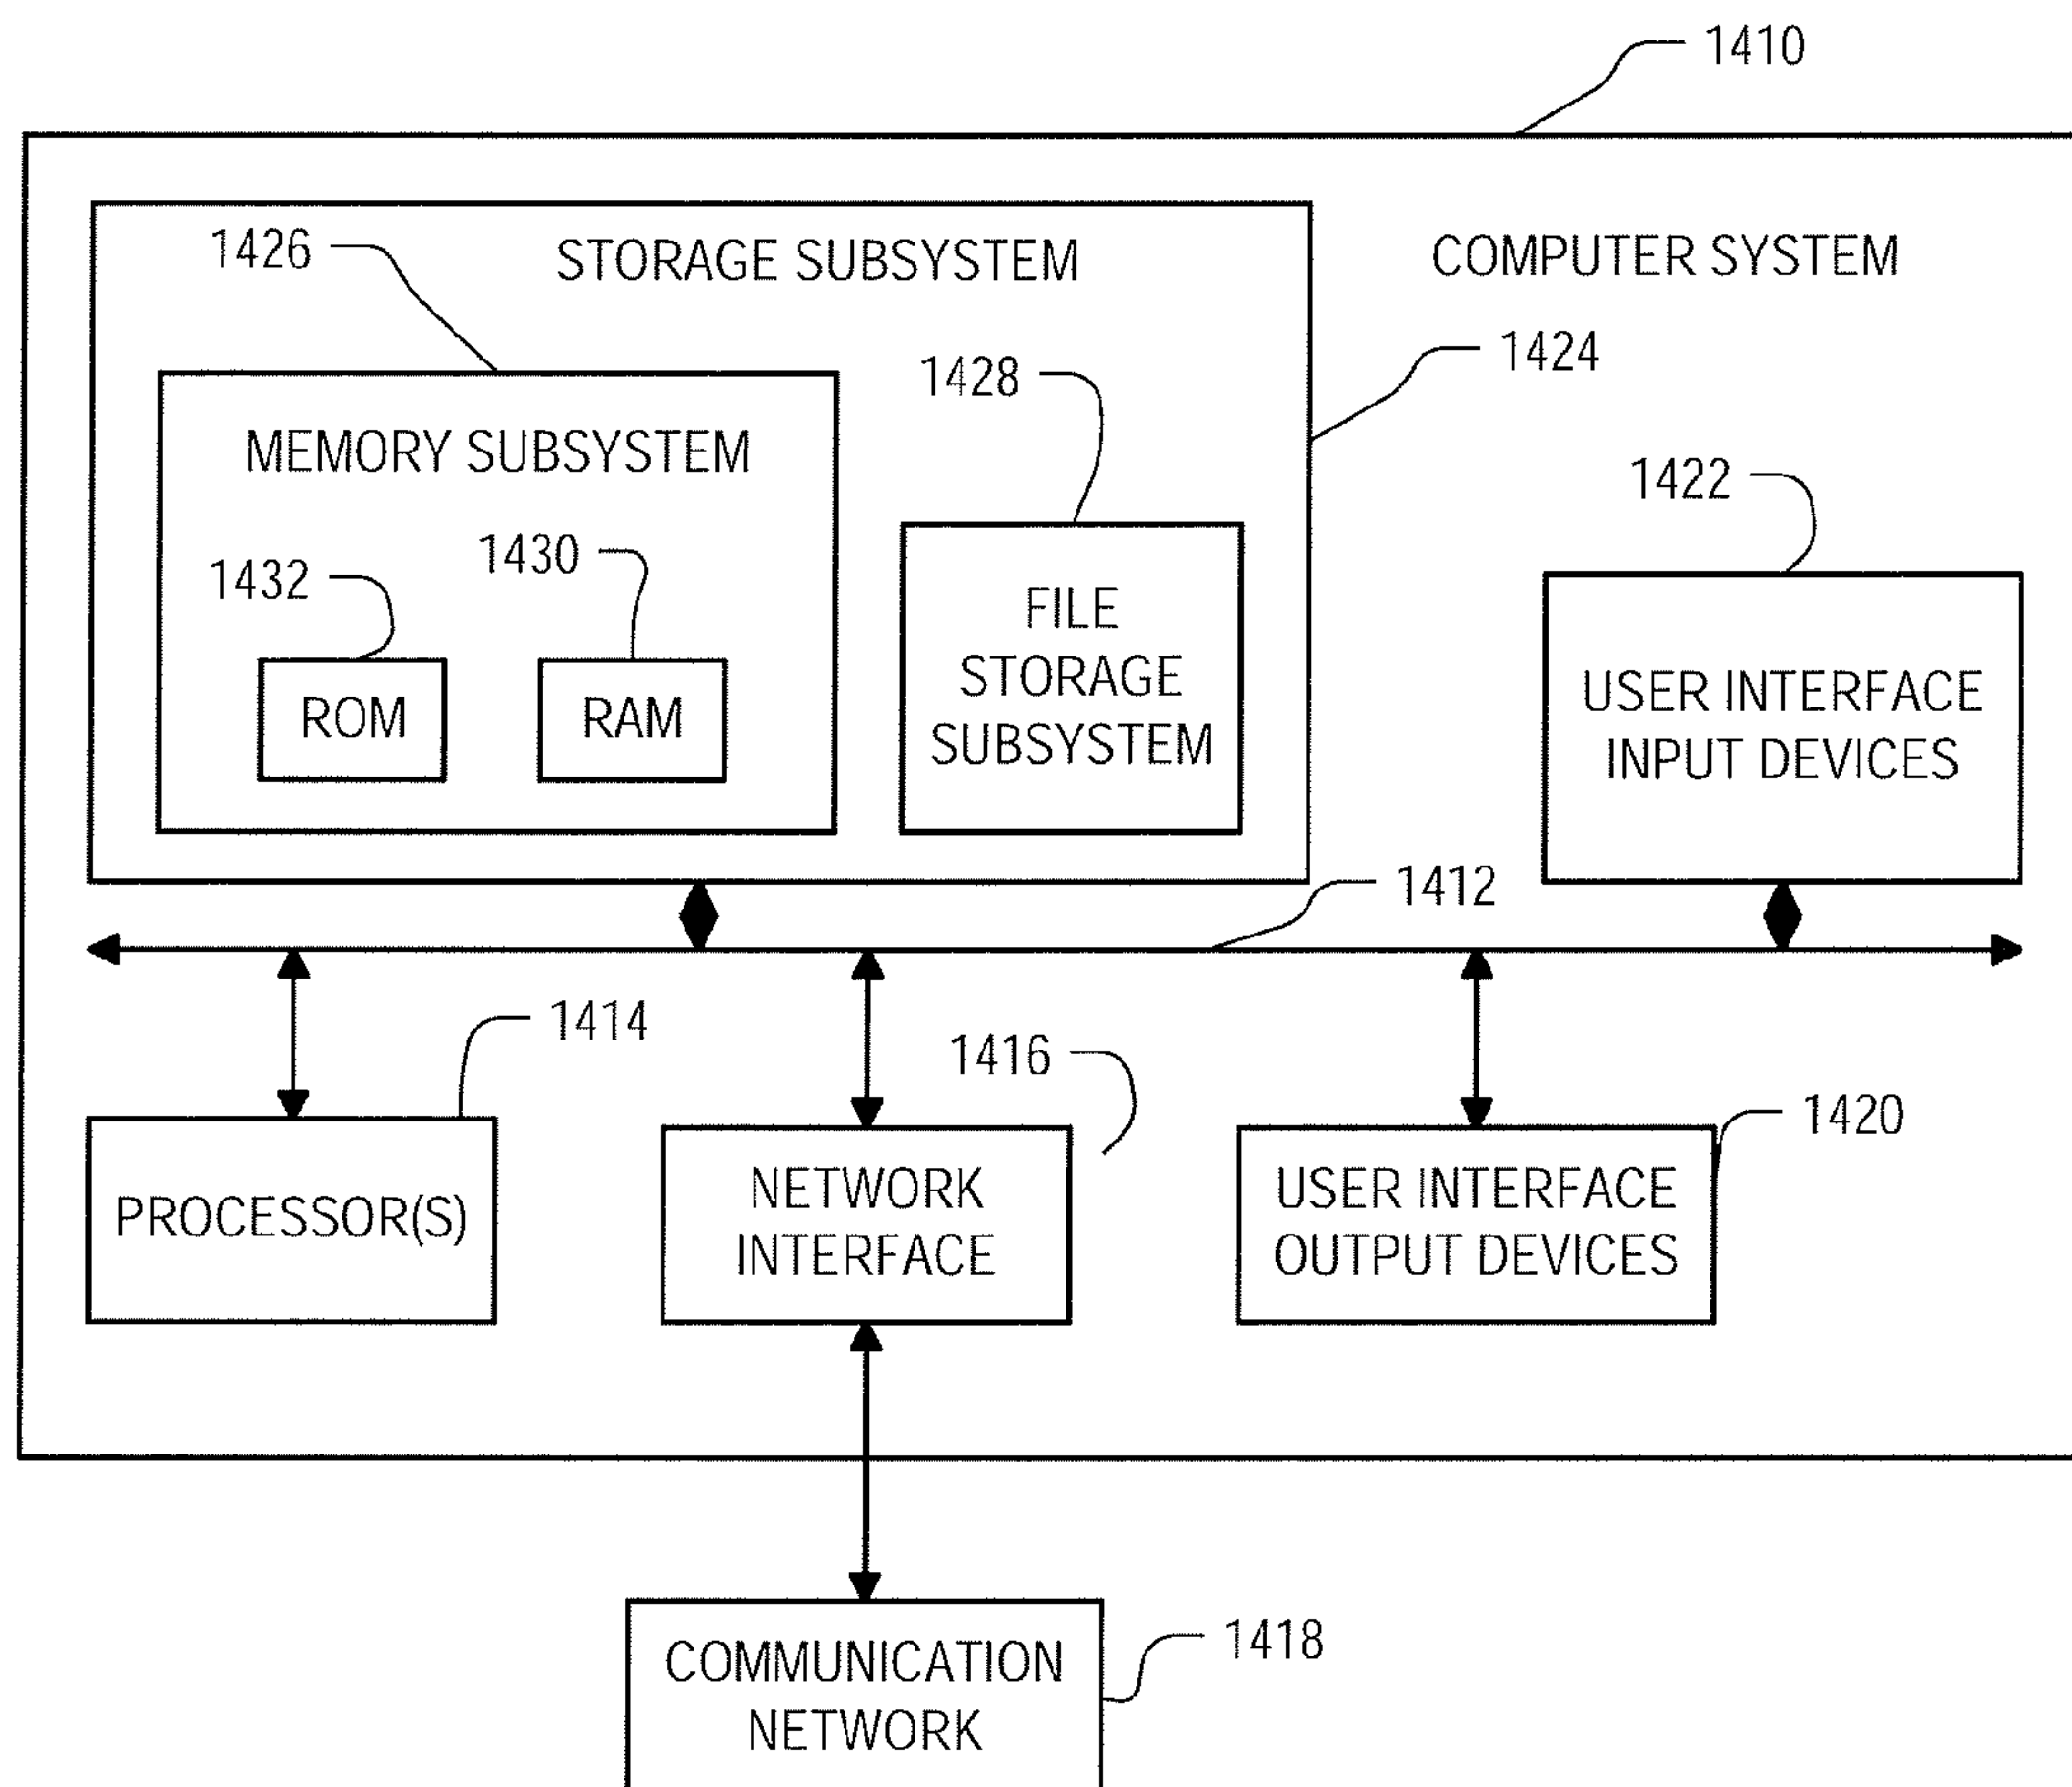 1410
1426
STORAGE SUBSYSTEM
COMPUTER SYSTEM
1424
1428
MEMORY SUBSYSTEM
1422
1432
1430
ROM
RAM
FILE
STORAGE
SUBSYSTEM
USER INTERFACE
INPUT DEVICES
1412
1414
1416
1420
PROCESSOR(S)
NETWORK
INTERFACE
USER INTERFACE
OUTPUT DEVICES
COMMUNICATION
NETWORK
1418